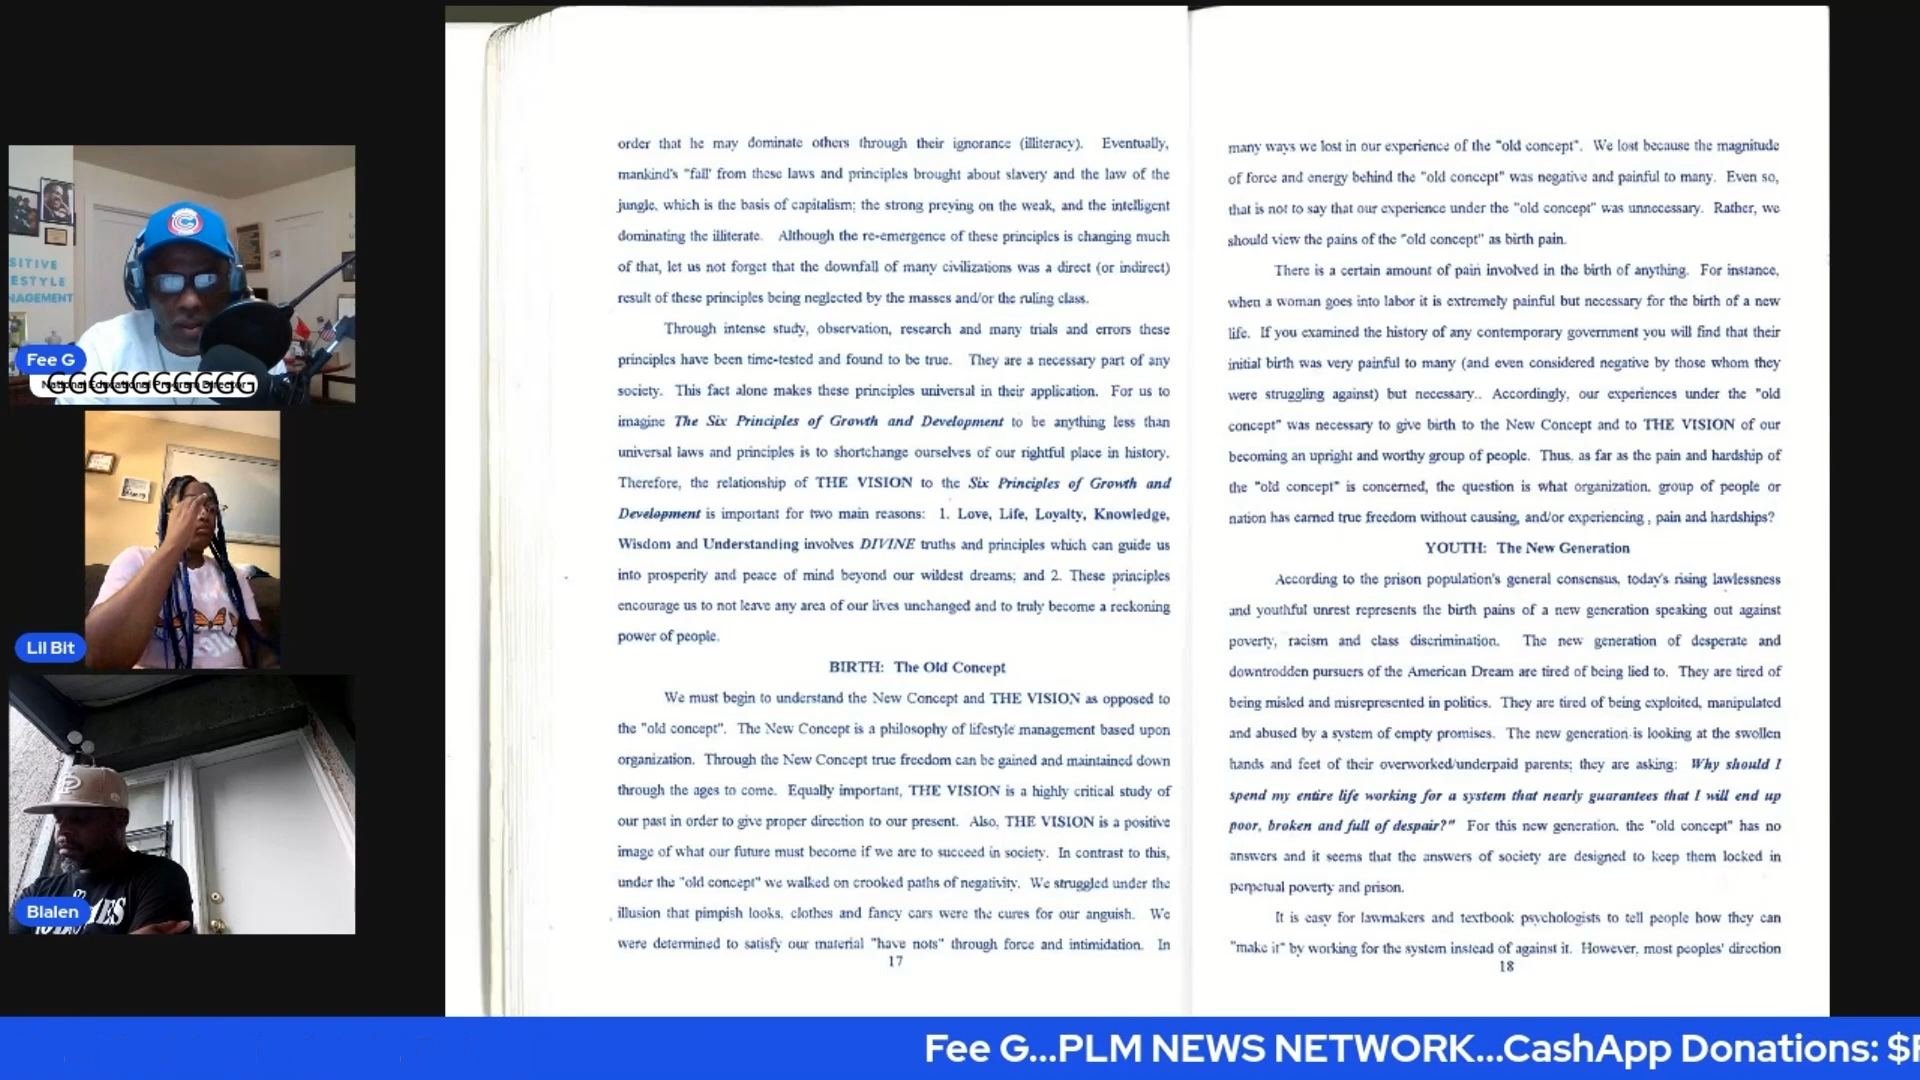 SITIVE
ESTYLE
NAGEMENT
Fee G
National Educational Program Director
GGGGGGGGGG
Lil Bit
Blalen
order that he may dominate others through their ignorance (illiteracy). Eventually,
mankind's "fall' from these laws and principles brought about slavery and the law of the
jungle, which is the basis of capitalism; the strong preying on the weak, and the intelligent
dominating the illiterate. Although the re-emergence of these principles is changing much
of that, let us not forget that the downfall of many civilizations was a direct (or indirect)
result of these principles being neglected by the masses and/or the ruling class.
Through intense study, observation, research and many trials and errors these
principles have been time-tested and found to be true. They are a necessary part of any
society. This fact alone makes these principles universal in their application. For us to
imagine The Six Principles of Growth and Development to be anything less than
universal laws and principles is to shortchange ourselves of our rightful place in history.
Therefore, the relationship of THE VISION to the Six Principles of Growth and
Development is important for two main reasons: 1. Love, Life, Loyalty, Knowledge,
Wisdom and Understanding involves DIVINE truths and principles which can guide us
into prosperity and peace of mind beyond our wildest dreams; and 2. These principles
encourage us to not leave any area of our lives unchanged and to truly become a reckoning
power of people.
BIRTH: The Old Concept
We must begin to understand the New Concept and THE VISION as opposed to
the "old concept". The New Concept is a philosophy of lifestyle management based upon
organization. Through the New Concept true freedom can be gained and maintained down
through the ages to come. Equally important, THE VISION is a highly critical study of
our past in order to give proper direction to our present. Also, THE VISION is a positive
image of what our future must become if we are to succeed in society. In contrast to this,
under the "old concept" we walked on crooked paths of negativity. We struggled under the
illusion that pimpish looks, clothes and fancy cars were the cures for our anguish. We
were determined to satisfy our material "have nots" through force and intimidation. In
17
many ways we lost in our experience of the "old concept". We lost because the magnitude
of force and energy behind the "old concept" was negative and painful to many. Even so,
that is not to say that our experience under the "old concept" was unnecessary. Rather, we
should view the pains of the "old concept" as birth pain.
There is a certain amount of pain involved in the birth of anything. For instance,
when a woman goes into labor it is extremely painful but necessary for the birth of a new
life. If you examined the history of any contemporary government you will find that their
initial birth was very painful to many (and even considered negative by those whom they
were struggling against) but necessary.. Accordingly, our experiences under the "old
concept" was necessary to give birth to the New Concept and to THE VISION of our
becoming an upright and worthy group of people. Thus, as far as the pain and hardship of
the "old concept" is concerned, the question is what organization, group of people or
nation has earned true freedom without causing, and/or experiencing , pain and hardships?
YOUTH: The New Generation
According to the prison population's general consensus, today's rising lawlessness
and youthful unrest represents the birth pains of a new generation speaking out against
poverty, racism and class discrimination. The new generation of desperate and
downtrodden pursuers of the American Dream are tired of being lied to. They are tired of
being misled and misrepresented in politics. They are tired of being exploited, manipulated
and abused by a system of empty promises. The new generation is looking at the swollen
hands and feet of their overworked/underpaid parents; they are asking: Why should I
spend my entire life working for a system that nearly guarantees that I will end up
poor, broken and full of despair?" For this new generation, the "old concept" has no
answers and it seems that the answers of society are designed to keep them locked in
perpetual poverty and prison.
It is easy for lawmakers and textbook psychologists to tell people how they can
"make it" by working for the system instead of against it. However, most peoples' direction
18
Fee G...PLM NEWS NETWORK...CashApp Donations: $F